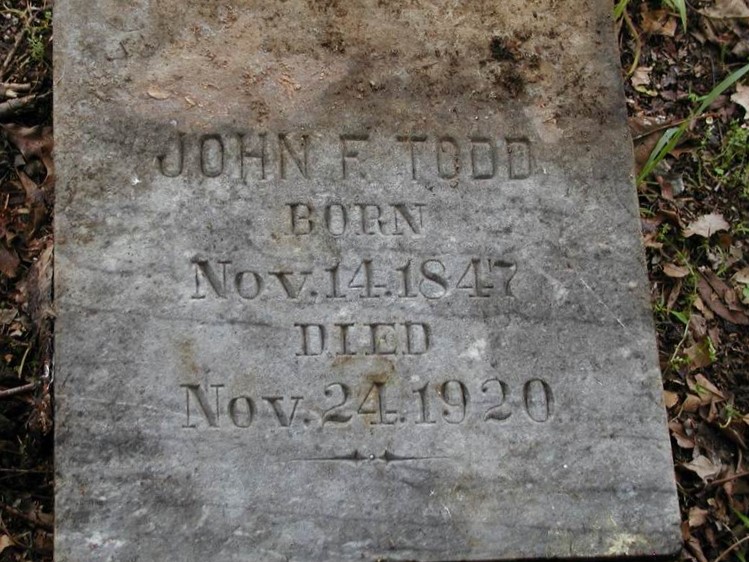 JOHN F TODD
BORN
Nov. 14. 1847
DIED
Nov. 24. 1920